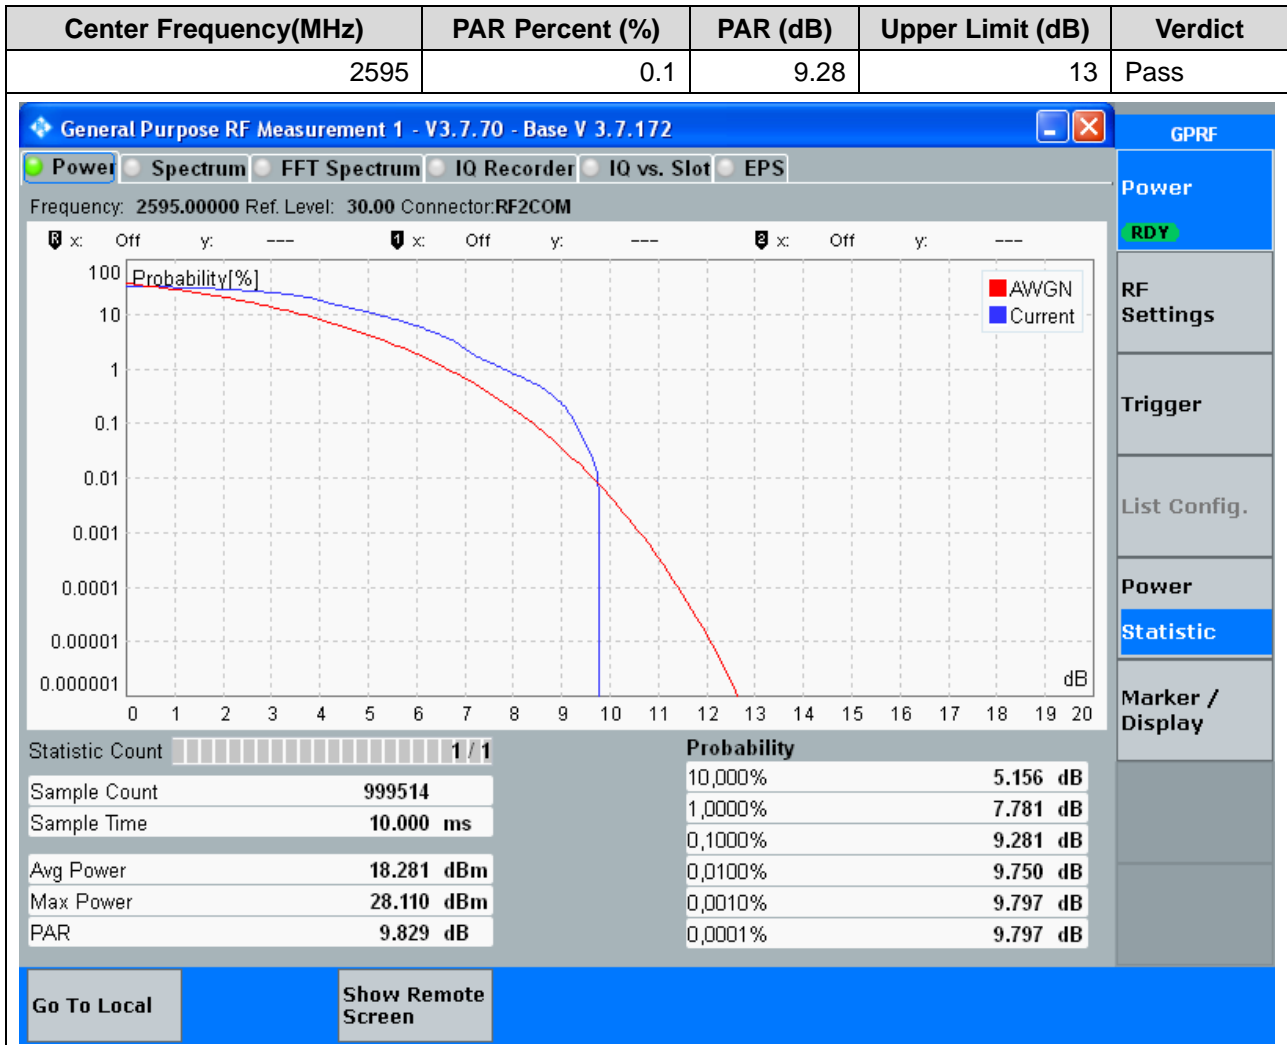 Center Frequency(MHz) PAR Percent (%) PAR (dB) Upper Limit (dB) Verdict
2595 0.1 9.28 13 Pass
General Purpose RF Measurement 1 - V3.7.70 - Base V 3.7.172
GPRF
Power Spectrum FFT Spectrum IQ Recorder IQ vs. Slot EPS
Power
RDY
Frequency: 2595.00000 Ref. Level: 30.00 Connector:RF2COM
R x: Off y: --- 1 x: Off y: --- 2 x: Off y: ---
Probability[%]
100
10
1
0.1
0.01
0.001
0.0001
0.00001
0.000001
AWGN
Current
dB
0 1 2 3 4 5 6 7 8 9 10 11 12 13 14 15 16 17 18 19 20
RF
Settings
Trigger
List Config.
Power
Statistic
Marker /
Display
Statistic Count 1 / 1
Sample Count 999514
Sample Time 10.000 ms
Avg Power 18.281 dBm
Max Power 28.110 dBm
PAR 9.829 dB
Probability
10,000% 5.156 dB
1,0000% 7.781 dB
0,1000% 9.281 dB
0,0100% 9.750 dB
0,0010% 9.797 dB
0,0001% 9.797 dB
Go To Local
Show Remote
Screen